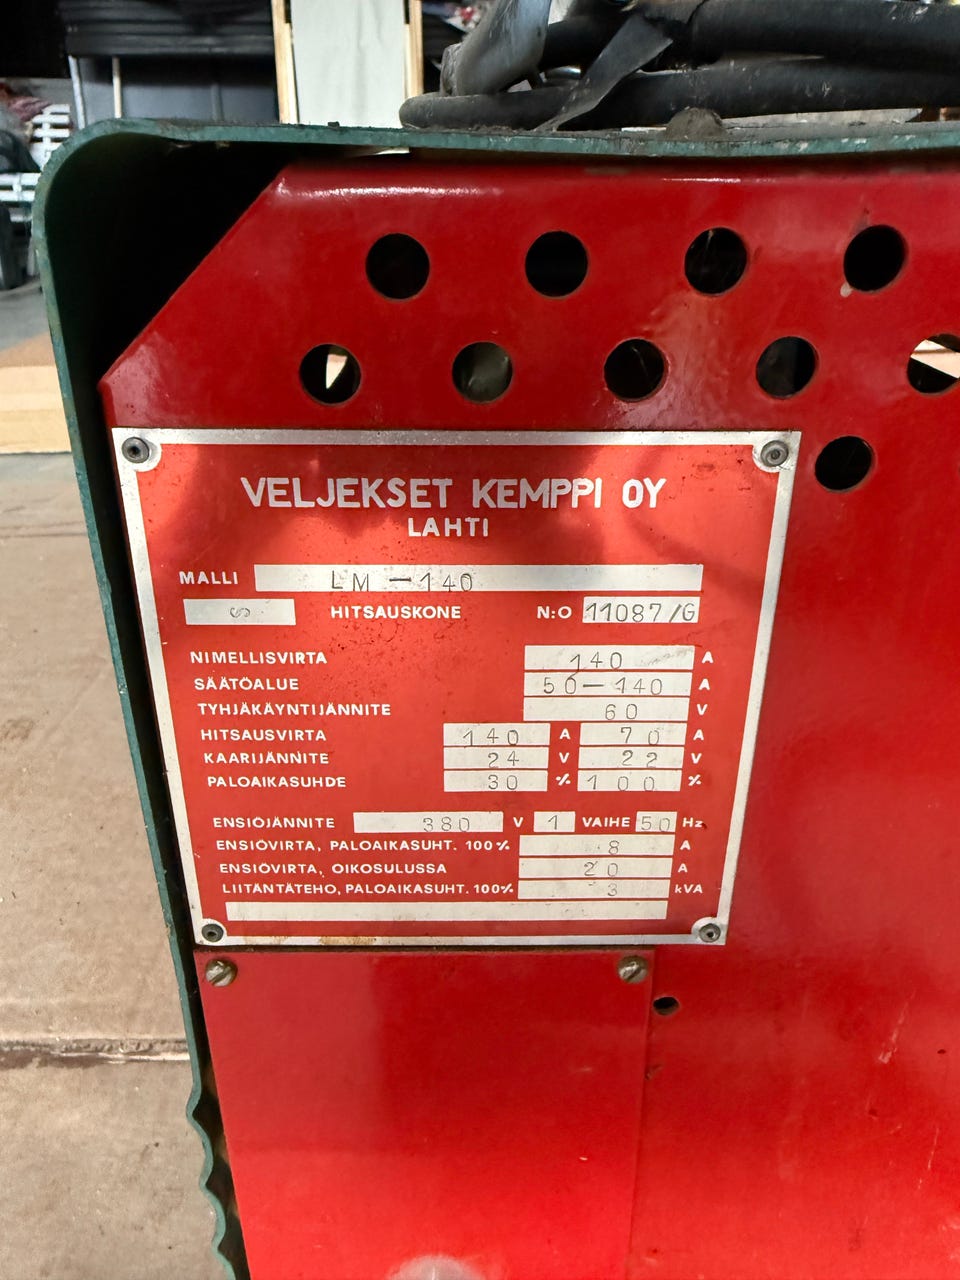 VELJEKSET KEMPPI OY
LAHTI
MALLI LM-140
S HITSAUSKONE N:O 11087/G
NIMELLISVIRTA 140 A
SÄÄTÖALUE 50-140 A
TYHJÄKÄYNTIJÄNNITE 60 V
HITSAUSVIRTA 140 A 70 A
KAARIJÄNNITE 24 V 22 V
PALOAIKASUHDE 30 % 100 %
ENSIÖJÄNNITE 380 V 1 VAIHE 50 Hz
ENSIÖVIRTA, PALOAIKASUHT. 100% 8 A
ENSIÖVIRTA, OIKOSULUSSA 20 A
LIITÄNTÄTEHO, PALOAIKASUHT. 100% 3 kVA